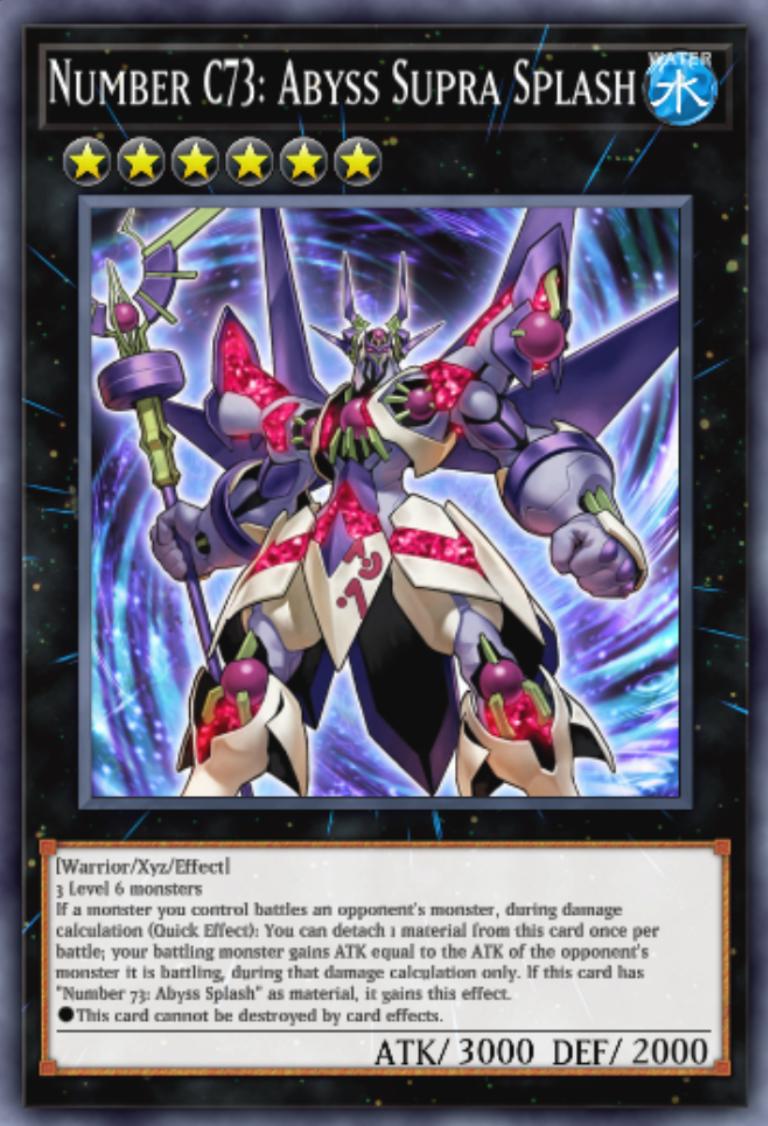 NUMBER C73: ABYSS SUPRA SPLASH
WATER
水
73
[Warrior/Xyz/Effect]
3 Level 6 monsters
If a monster you control battles an opponent's monster, during damage
calculation (Quick Effect): You can detach 1 material from this card once per
battle; your battling monster gains ATK equal to the ATK of the opponent's
monster it is battling, during that damage calculation only. If this card has
"Number 73: Abyss Splash" as material, it gains this effect.
●This card cannot be destroyed by card effects.
ATK/ 3000 DEF/ 2000